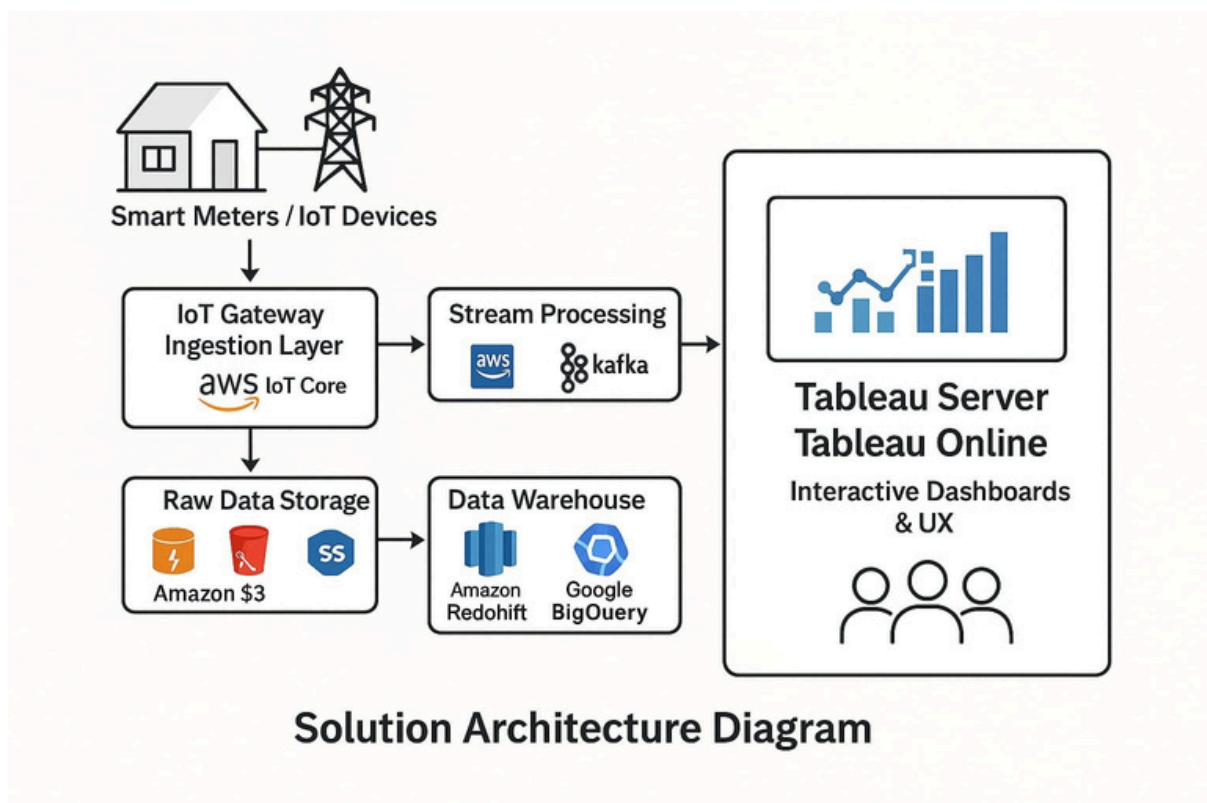 Smart Meters / IoT Devices
IoT Gateway
Ingestion Layer
aws IoT Core
Stream Processing
aws
kafka
Raw Data Storage
SS
Amazon $3
Data Warehouse
Amazon
Redohift
Google
BigOuery
Tableau Server
Tableau Online
Interactive Dashboards
& UX
Solution Architecture Diagram